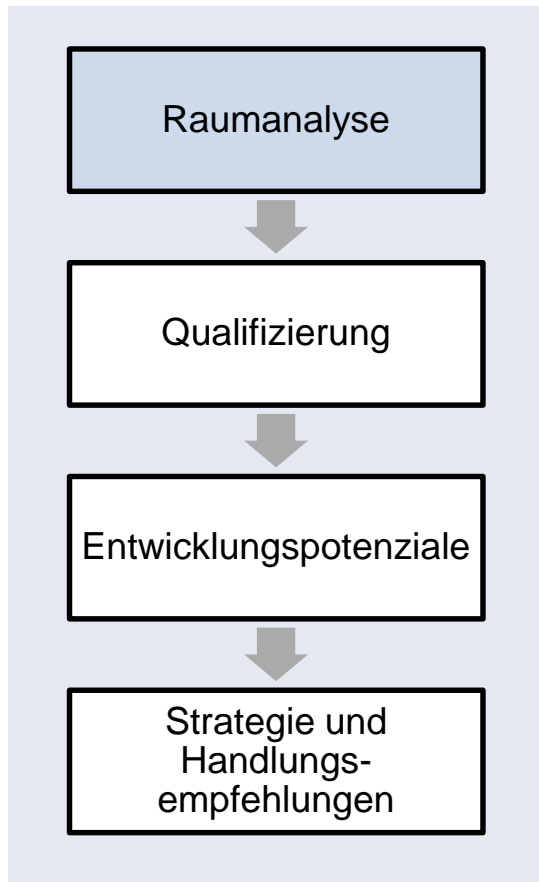 Raumanalyse
Qualifizierung
Entwicklungspotenziale
Strategie und
Handlungs-
empfehlungen